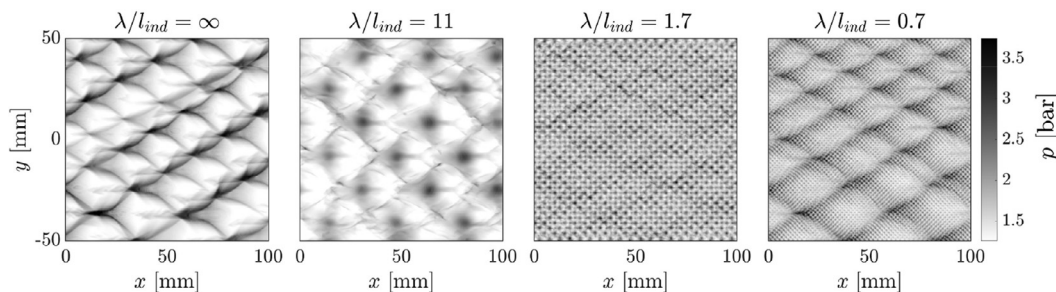 λ/l_ind = ∞ λ/l_ind = 11 λ/l_ind = 1.7 λ/l_ind = 0.7
50
0
-50
y [mm]
0 50 100
x [mm]
0 50 100
x [mm]
0 50 100
x [mm]
0 50 100
x [mm]
3.5
3
2.5
2
1.5
p [bar]